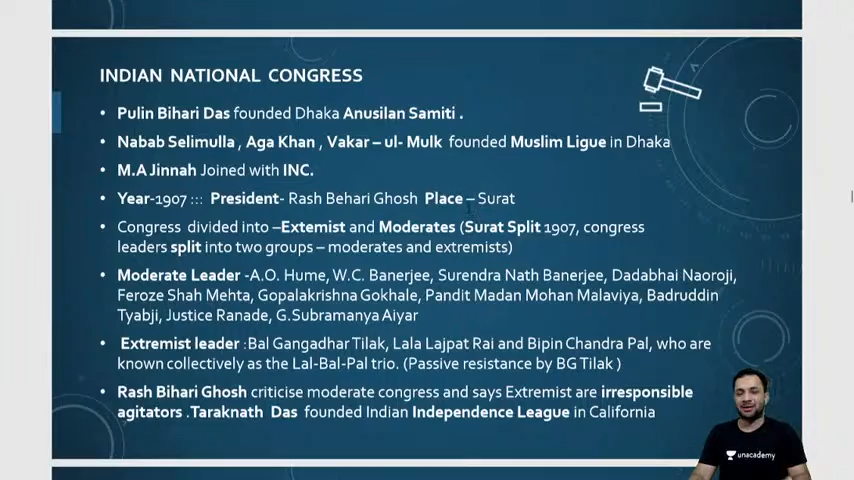 INDIAN NATIONAL CONGRESS
• Pulin Bihari Das founded Dhaka Anusilan Samiti .
• Nabab Selimulla , Aga Khan , Vakar – ul- Mulk founded Muslim Ligue in Dhaka
• M.A Jinnah Joined with INC.
• Year-1907 ::: President- Rash Behari Ghosh Place – Surat
• Congress divided into –Extemist and Moderates (Surat Split 1907, congress
leaders split into two groups – moderates and extremists)
• Moderate Leader -A.O. Hume, W.C. Banerjee, Surendra Nath Banerjee, Dadabhai Naoroji,
Feroze Shah Mehta, Gopalakrishna Gokhale, Pandit Madan Mohan Malaviya, Badruddin
Tyabji, Justice Ranade, G.Subramanya Aiyar
• Extremist leader :Bal Gangadhar Tilak, Lala Lajpat Rai and Bipin Chandra Pal, who are
known collectively as the Lal-Bal-Pal trio. (Passive resistance by BG Tilak )
• Rash Bihari Ghosh criticise moderate congress and says Extremist are irresponsible
agitators .Taraknath Das founded Indian Independence League in California
unacademy